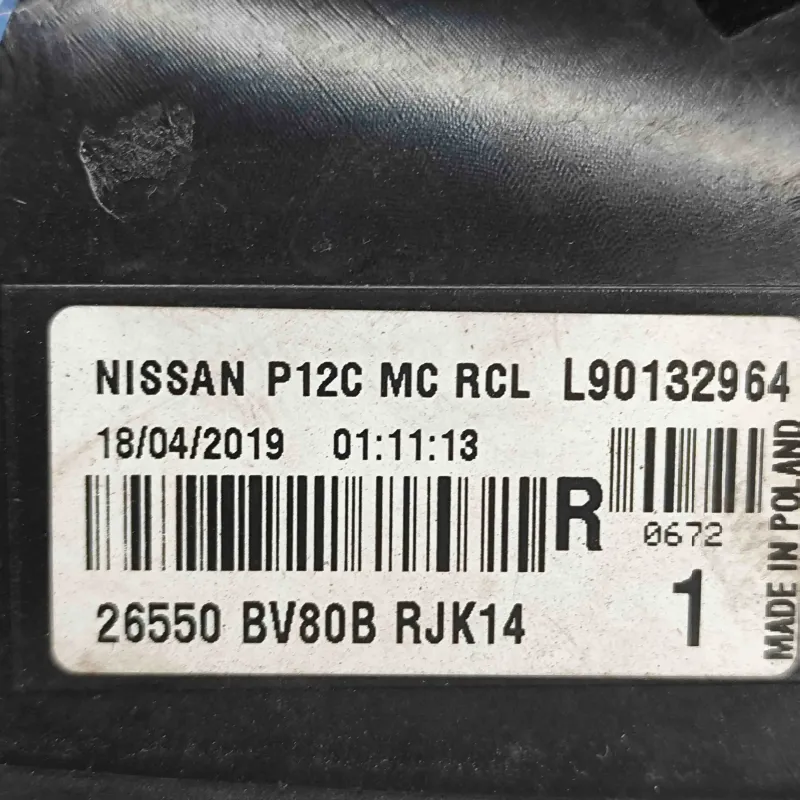 NISSAN P12C MC RCL L90132964
18/04/2019 01:11:13
R
0672
26550 BV80B RJK14
1
MADE IN POLAND